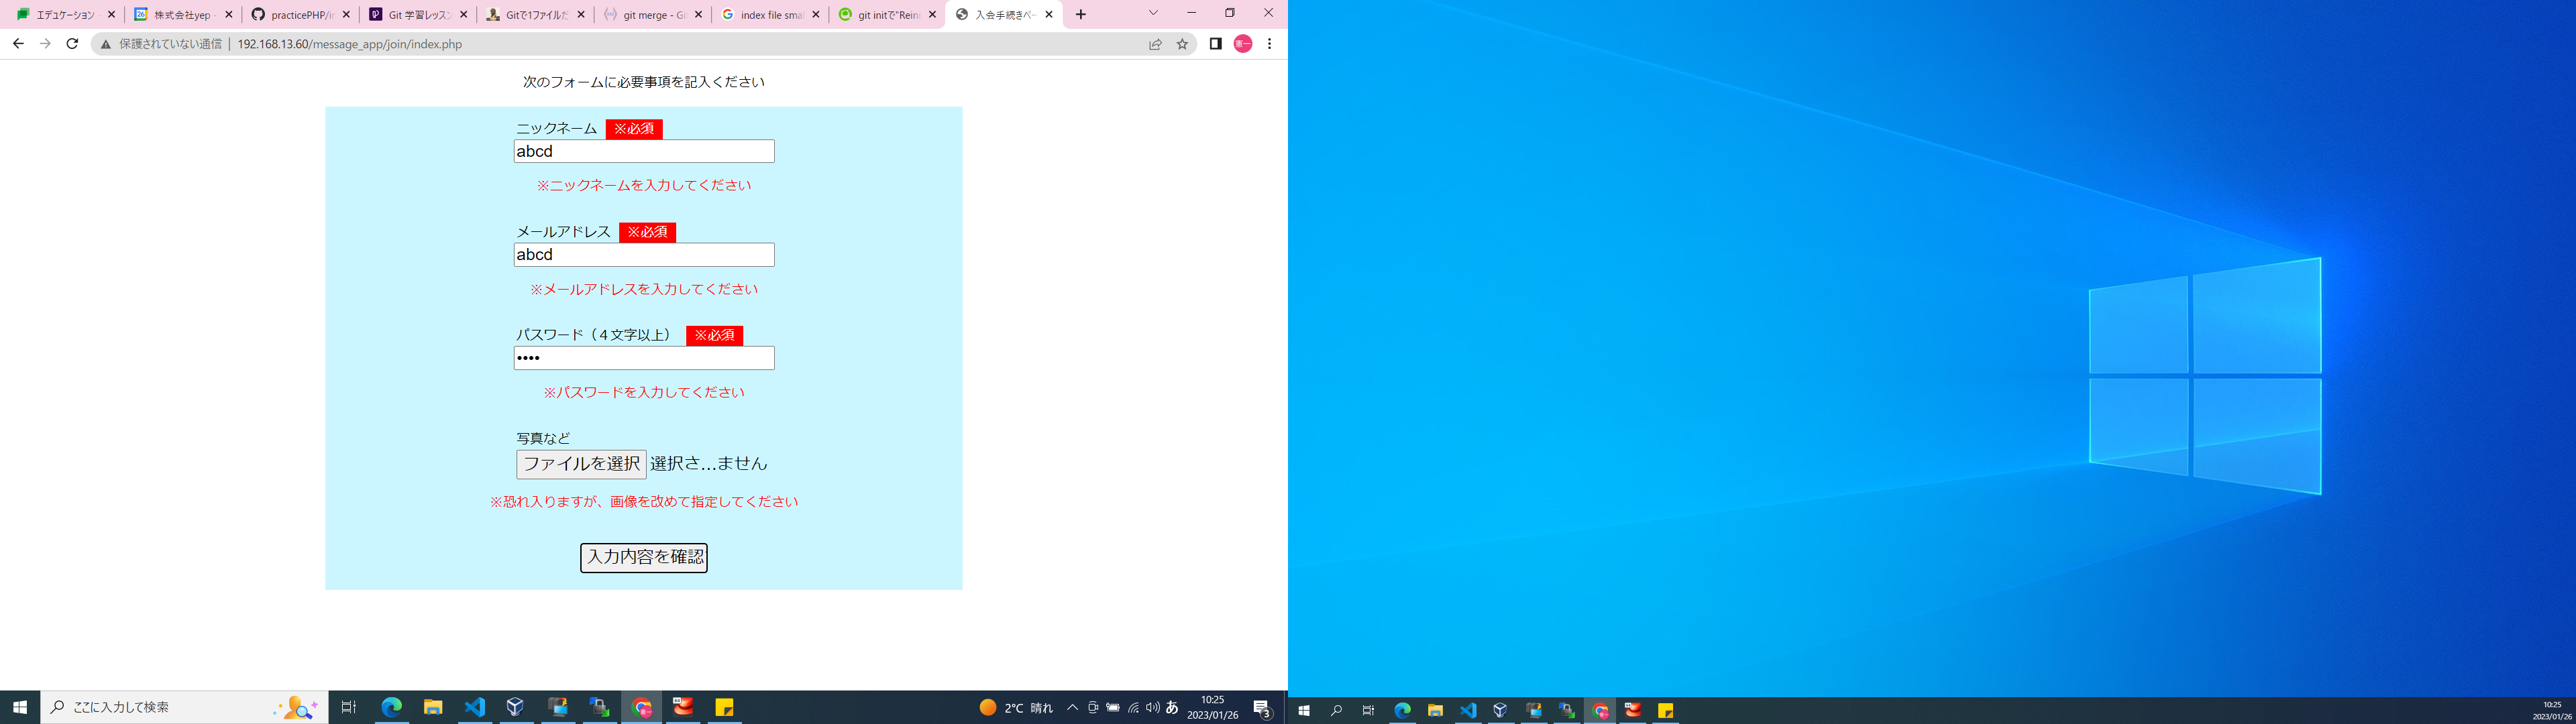 エデュケーション
株式会社yep -
practicePHP/in
Git 学習レッスン
Gitで1ファイルだ
git merge - Gi
index file smal
git initで"Rein
入会手続きペー
保護されていない通信 | 192.168.13.60/message_app/join/index.php
憲一
次のフォームに必要事項を記入ください
ニックネーム ※必須
abcd
※ニックネームを入力してください
メールアドレス ※必須
abcd
※メールアドレスを入力してください
パスワード（４文字以上） ※必須
••••
※パスワードを入力してください
写真など
ファイルを選択 選択さ...ません
※恐れ入りますが、画像を改めて指定してください
入力内容を確認
ここに入力して検索
2°C 晴れ
あ
10:25
2023/01/26
3
10:25
2023/01/26